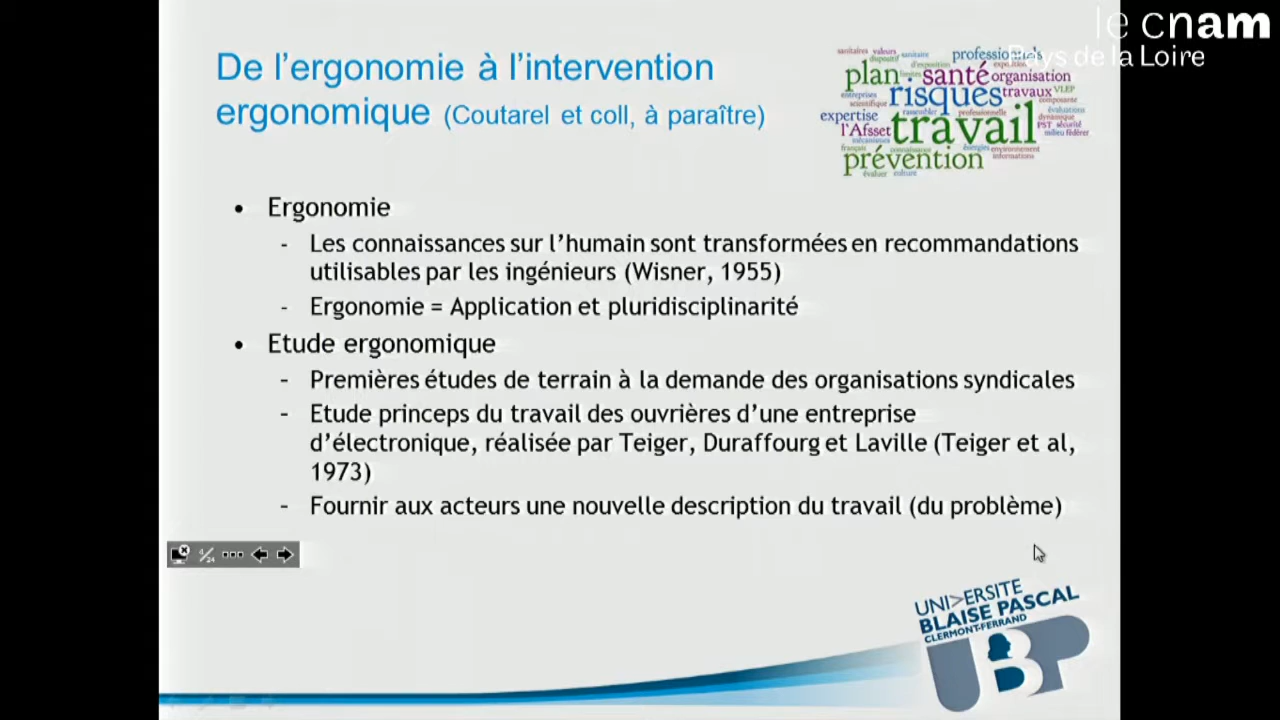 le cnam
Pays de la Loire
De l’ergonomie à l’intervention
ergonomique (Coutarel et coll, à paraître)
sanitaires valeurs sanitaire professionnels
dispositif d'exposition
plan limites santé organisation
entreprises risques travaux VLEP
scientifique composante
expertise rassembler professionnelle évaluations
dynamique
l'Afsset travail PST sécurité
milieu fédérer
mécanismes
français connaissance énergies environnement
prévention informations
évaluer culture
• Ergonomie
- Les connaissances sur l’humain sont transformées en recommandations
utilisables par les ingénieurs (Wisner, 1955)
- Ergonomie = Application et pluridisciplinarité
• Etude ergonomique
– Premières études de terrain à la demande des organisations syndicales
– Etude princeps du travail des ouvrières d’une entreprise
d’électronique, réalisée par Teiger, Duraffourg et Laville (Teiger et al,
1973)
– Fournir aux acteurs une nouvelle description du travail (du problème)
4/24
UNI>ERSITE
BLAISE PASCAL
CLERMONT-FERRAND
UBP